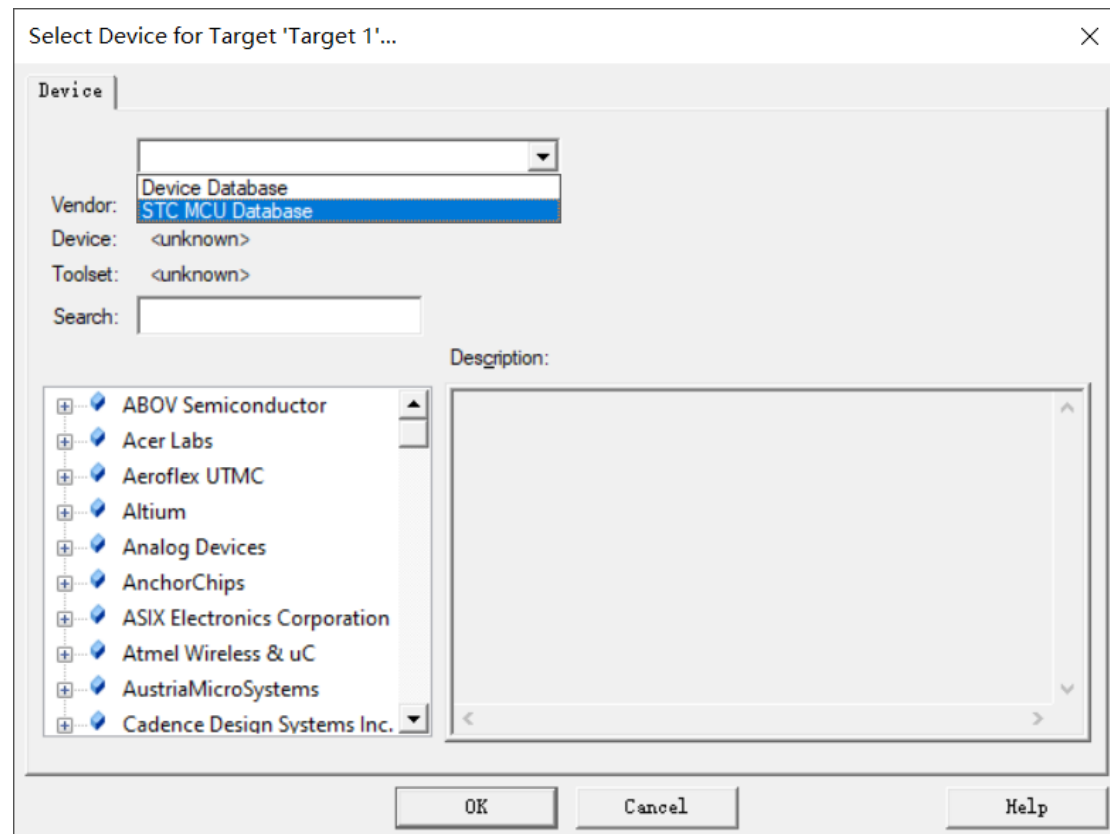 Select Device for Target 'Target 1'...
Device
Device Database
STC MCU Database
Vendor:
Device: <unknown>
Toolset: <unknown>
Search:
Description:
ABOV Semiconductor
Acer Labs
Aeroflex UTMC
Altium
Analog Devices
AnchorChips
ASIX Electronics Corporation
Atmel Wireless & uC
AustriaMicroSystems
Cadence Design Systems Inc.
OK Cancel Help